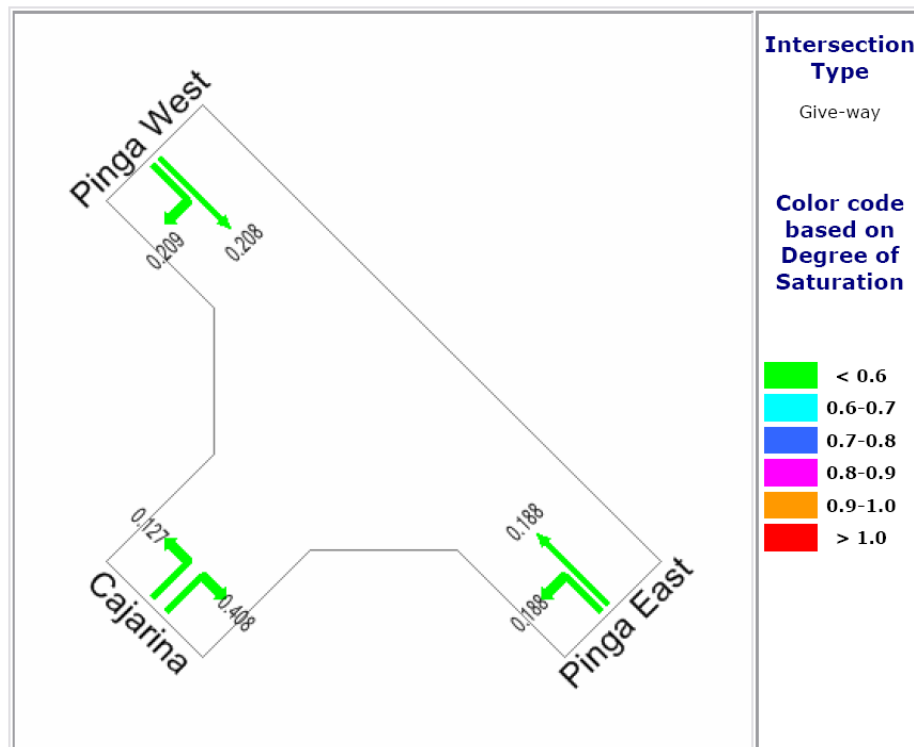 Pinga West
0.209
0.208
0.127
0.408
Cajarina
0.188
0.188
Pinga East
Intersection
Type
Give-way
Color code
based on
Degree of
Saturation
< 0.6
0.6-0.7
0.7-0.8
0.8-0.9
0.9-1.0
> 1.0